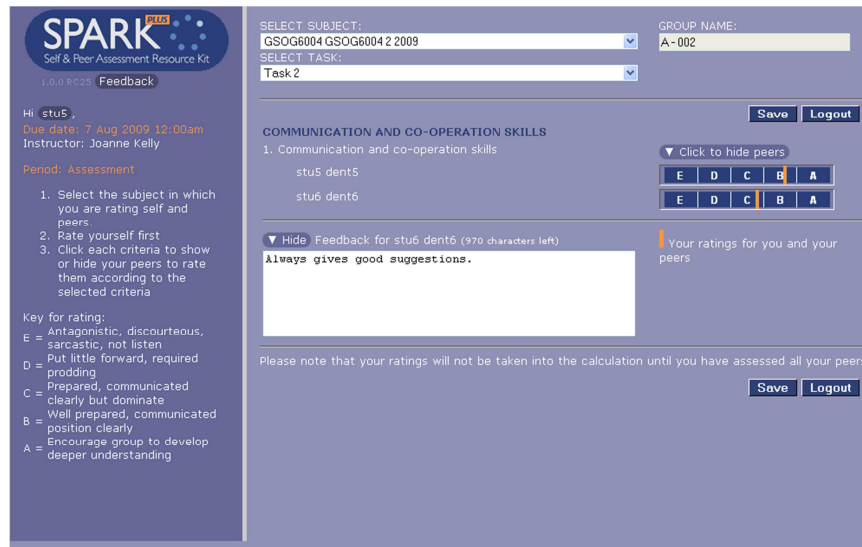 SPARK PLUS
Self & Peer Assessment Resource Kit
1.0.0 RC25 Feedback
Hi stu5 ,
Due date: 7 Aug 2009 12:00am
Instructor: Joanne Kelly
Period: Assessment
1. Select the subject in which
you are rating self and
peers.
2. Rate yourself first
3. Click each criteria to show
or hide your peers to rate
them according to the
selected criteria
Key for rating:
E = Antagonistic, discourteous,
sarcastic, not listen
D = Put little forward, required
prodding
C = Prepared, communicated
clearly but dominate
B = Well prepared, communicated
position clearly
A = Encourage group to develop
deeper understanding
SELECT SUBJECT:
GSOG6004 GSOG6004 2 2009
SELECT TASK:
Task 2
GROUP NAME:
A-002
Save Logout
COMMUNICATION AND CO-OPERATION SKILLS
1. Communication and co-operation skills
▼ Click to hide peers
stu5 dent5
E D C B A
stu6 dent6
E D C B A
▼ Hide Feedback for stu6 dent6 (970 characters left)
Always gives good suggestions.
Your ratings for you and your
peers
Please note that your ratings will not be taken into the calculation until you have assessed all your peer
Save Logout